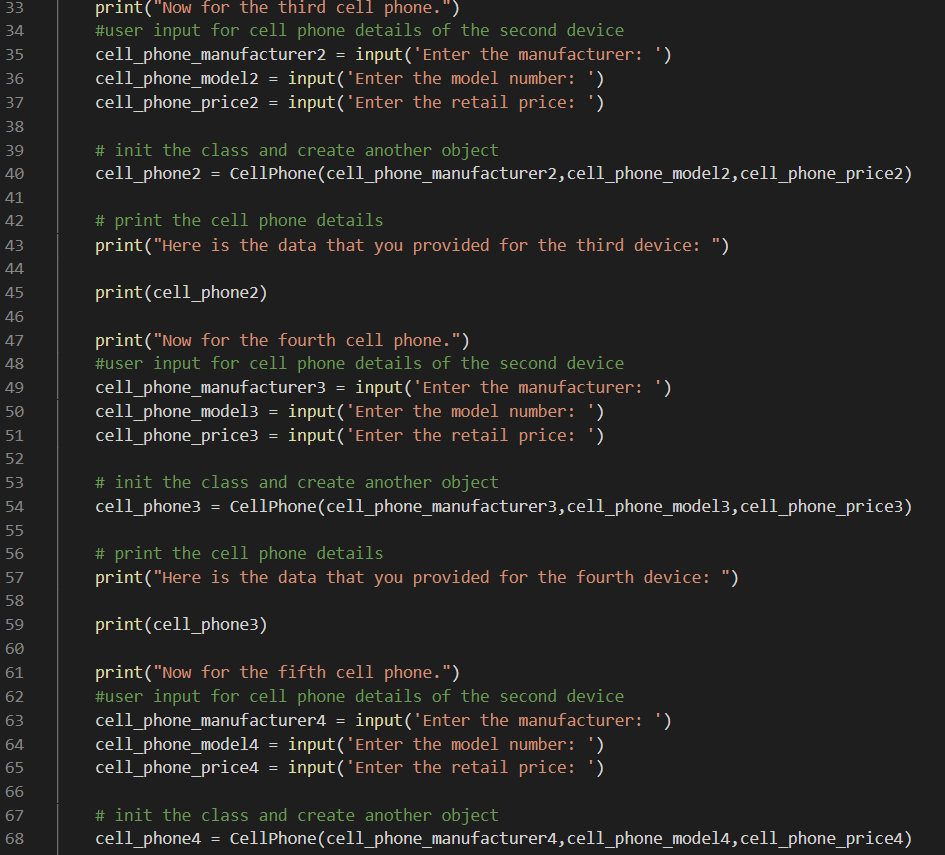 33 print("Now for the third cell phone.")
34 #user input for cell phone details of the second device
35 cell_phone_manufacturer2 = input('Enter the manufacturer: ')
36 cell_phone_model2 = input('Enter the model number: ')
37 cell_phone_price2 = input('Enter the retail price: ')
38
39 # init the class and create another object
40 cell_phone2 = CellPhone(cell_phone_manufacturer2,cell_phone_model2,cell_phone_price2)
41
42 # print the cell phone details
43 print("Here is the data that you provided for the third device: ")
44
45 print(cell_phone2)
46
47 print("Now for the fourth cell phone.")
48 #user input for cell phone details of the second device
49 cell_phone_manufacturer3 = input('Enter the manufacturer: ')
50 cell_phone_model3 = input('Enter the model number: ')
51 cell_phone_price3 = input('Enter the retail price: ')
52
53 # init the class and create another object
54 cell_phone3 = CellPhone(cell_phone_manufacturer3,cell_phone_model3,cell_phone_price3)
55
56 # print the cell phone details
57 print("Here is the data that you provided for the fourth device: ")
58
59 print(cell_phone3)
60
61 print("Now for the fifth cell phone.")
62 #user input for cell phone details of the second device
63 cell_phone_manufacturer4 = input('Enter the manufacturer: ')
64 cell_phone_model4 = input('Enter the model number: ')
65 cell_phone_price4 = input('Enter the retail price: ')
66
67 # init the class and create another object
68 cell_phone4 = CellPhone(cell_phone_manufacturer4,cell_phone_model4,cell_phone_price4)